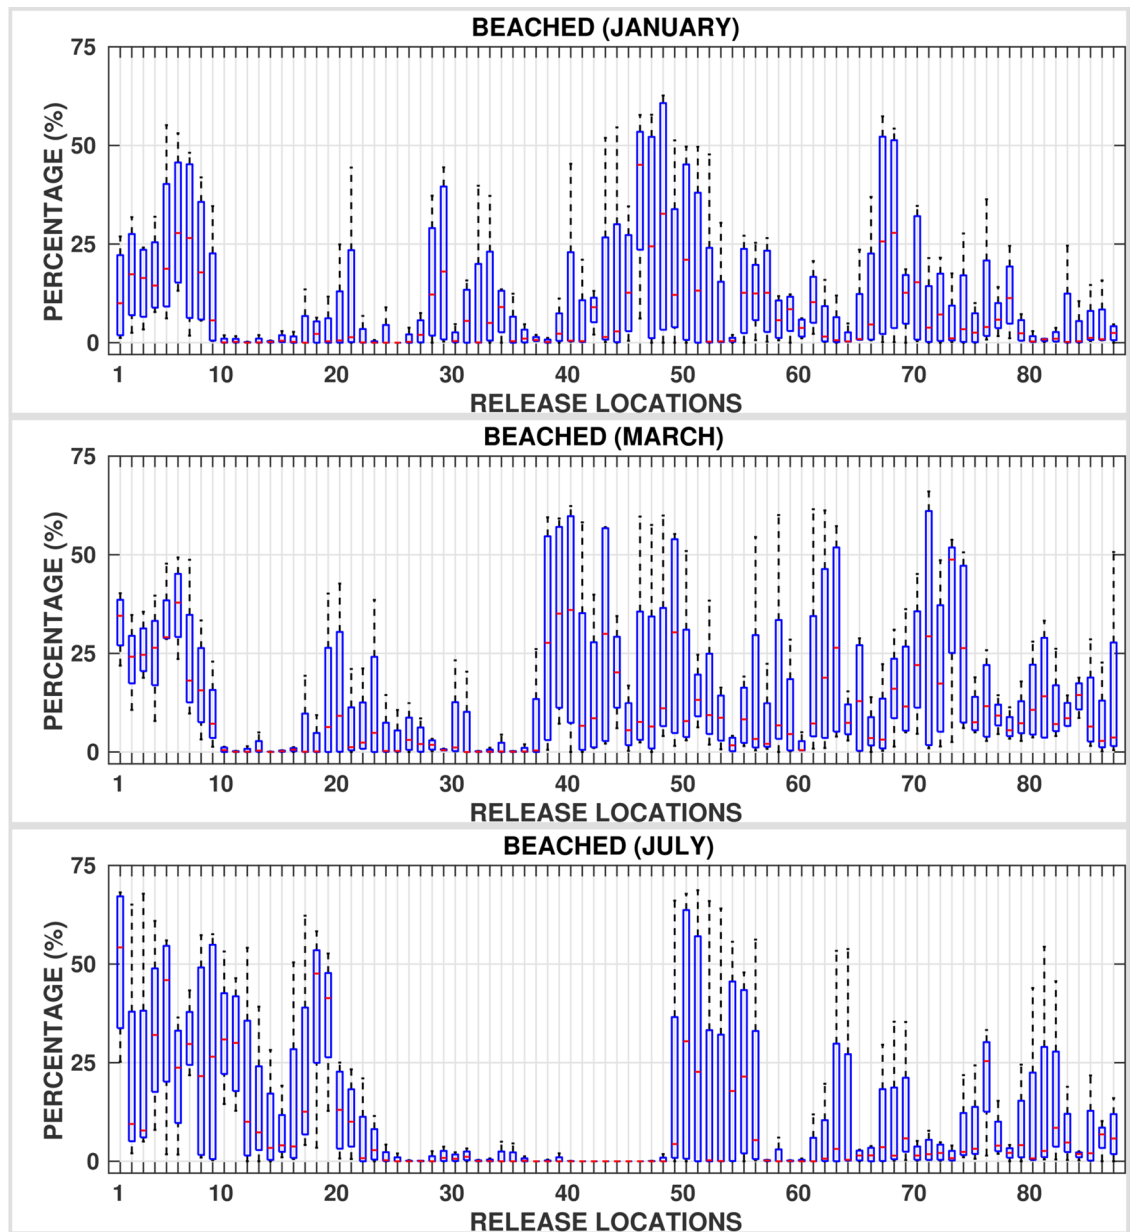 BEACHED (JANUARY)
PERCENTAGE (%)
75
50
25
0
1 10 20 30 40 50 60 70 80
RELEASE LOCATIONS
BEACHED (MARCH)
PERCENTAGE (%)
75
50
25
0
1 10 20 30 40 50 60 70 80
RELEASE LOCATIONS
BEACHED (JULY)
PERCENTAGE (%)
75
50
25
0
1 10 20 30 40 50 60 70 80
RELEASE LOCATIONS